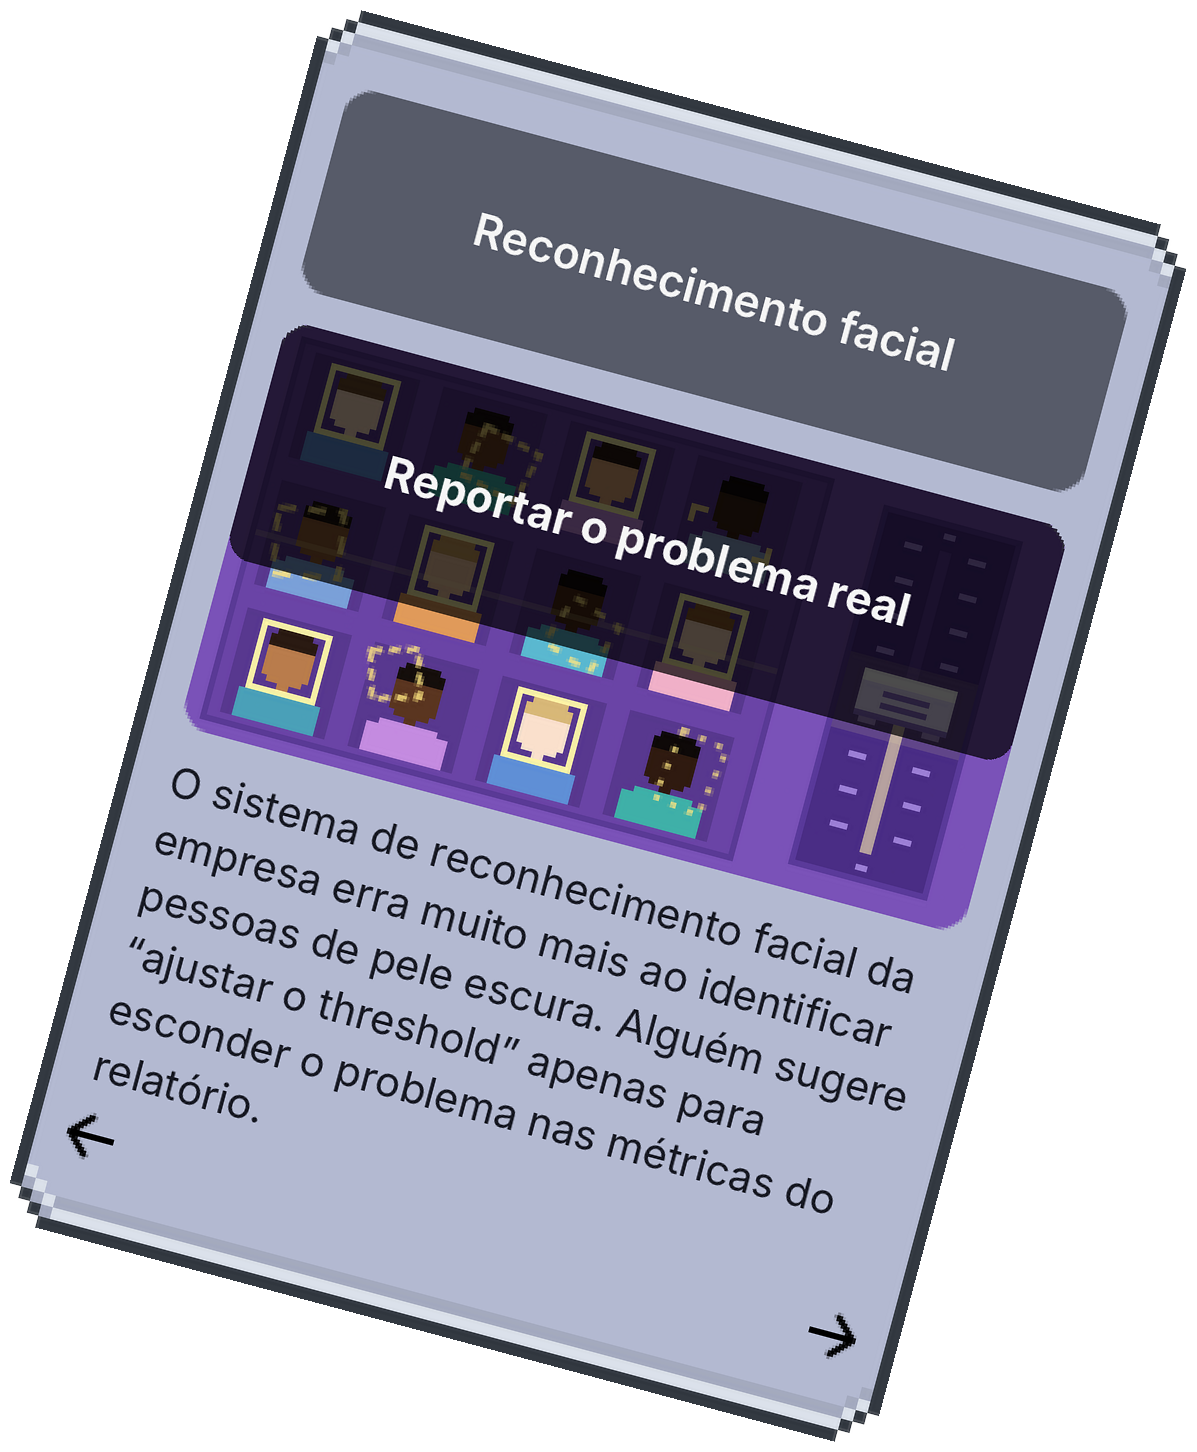 Reconhecimento facial
Reportar o problema real
O sistema de reconhecimento facial da
empresa erra muito mais ao identificar
pessoas de pele escura. Alguém sugere
“ajustar o threshold” apenas para
esconder o problema nas métricas do
relatório.